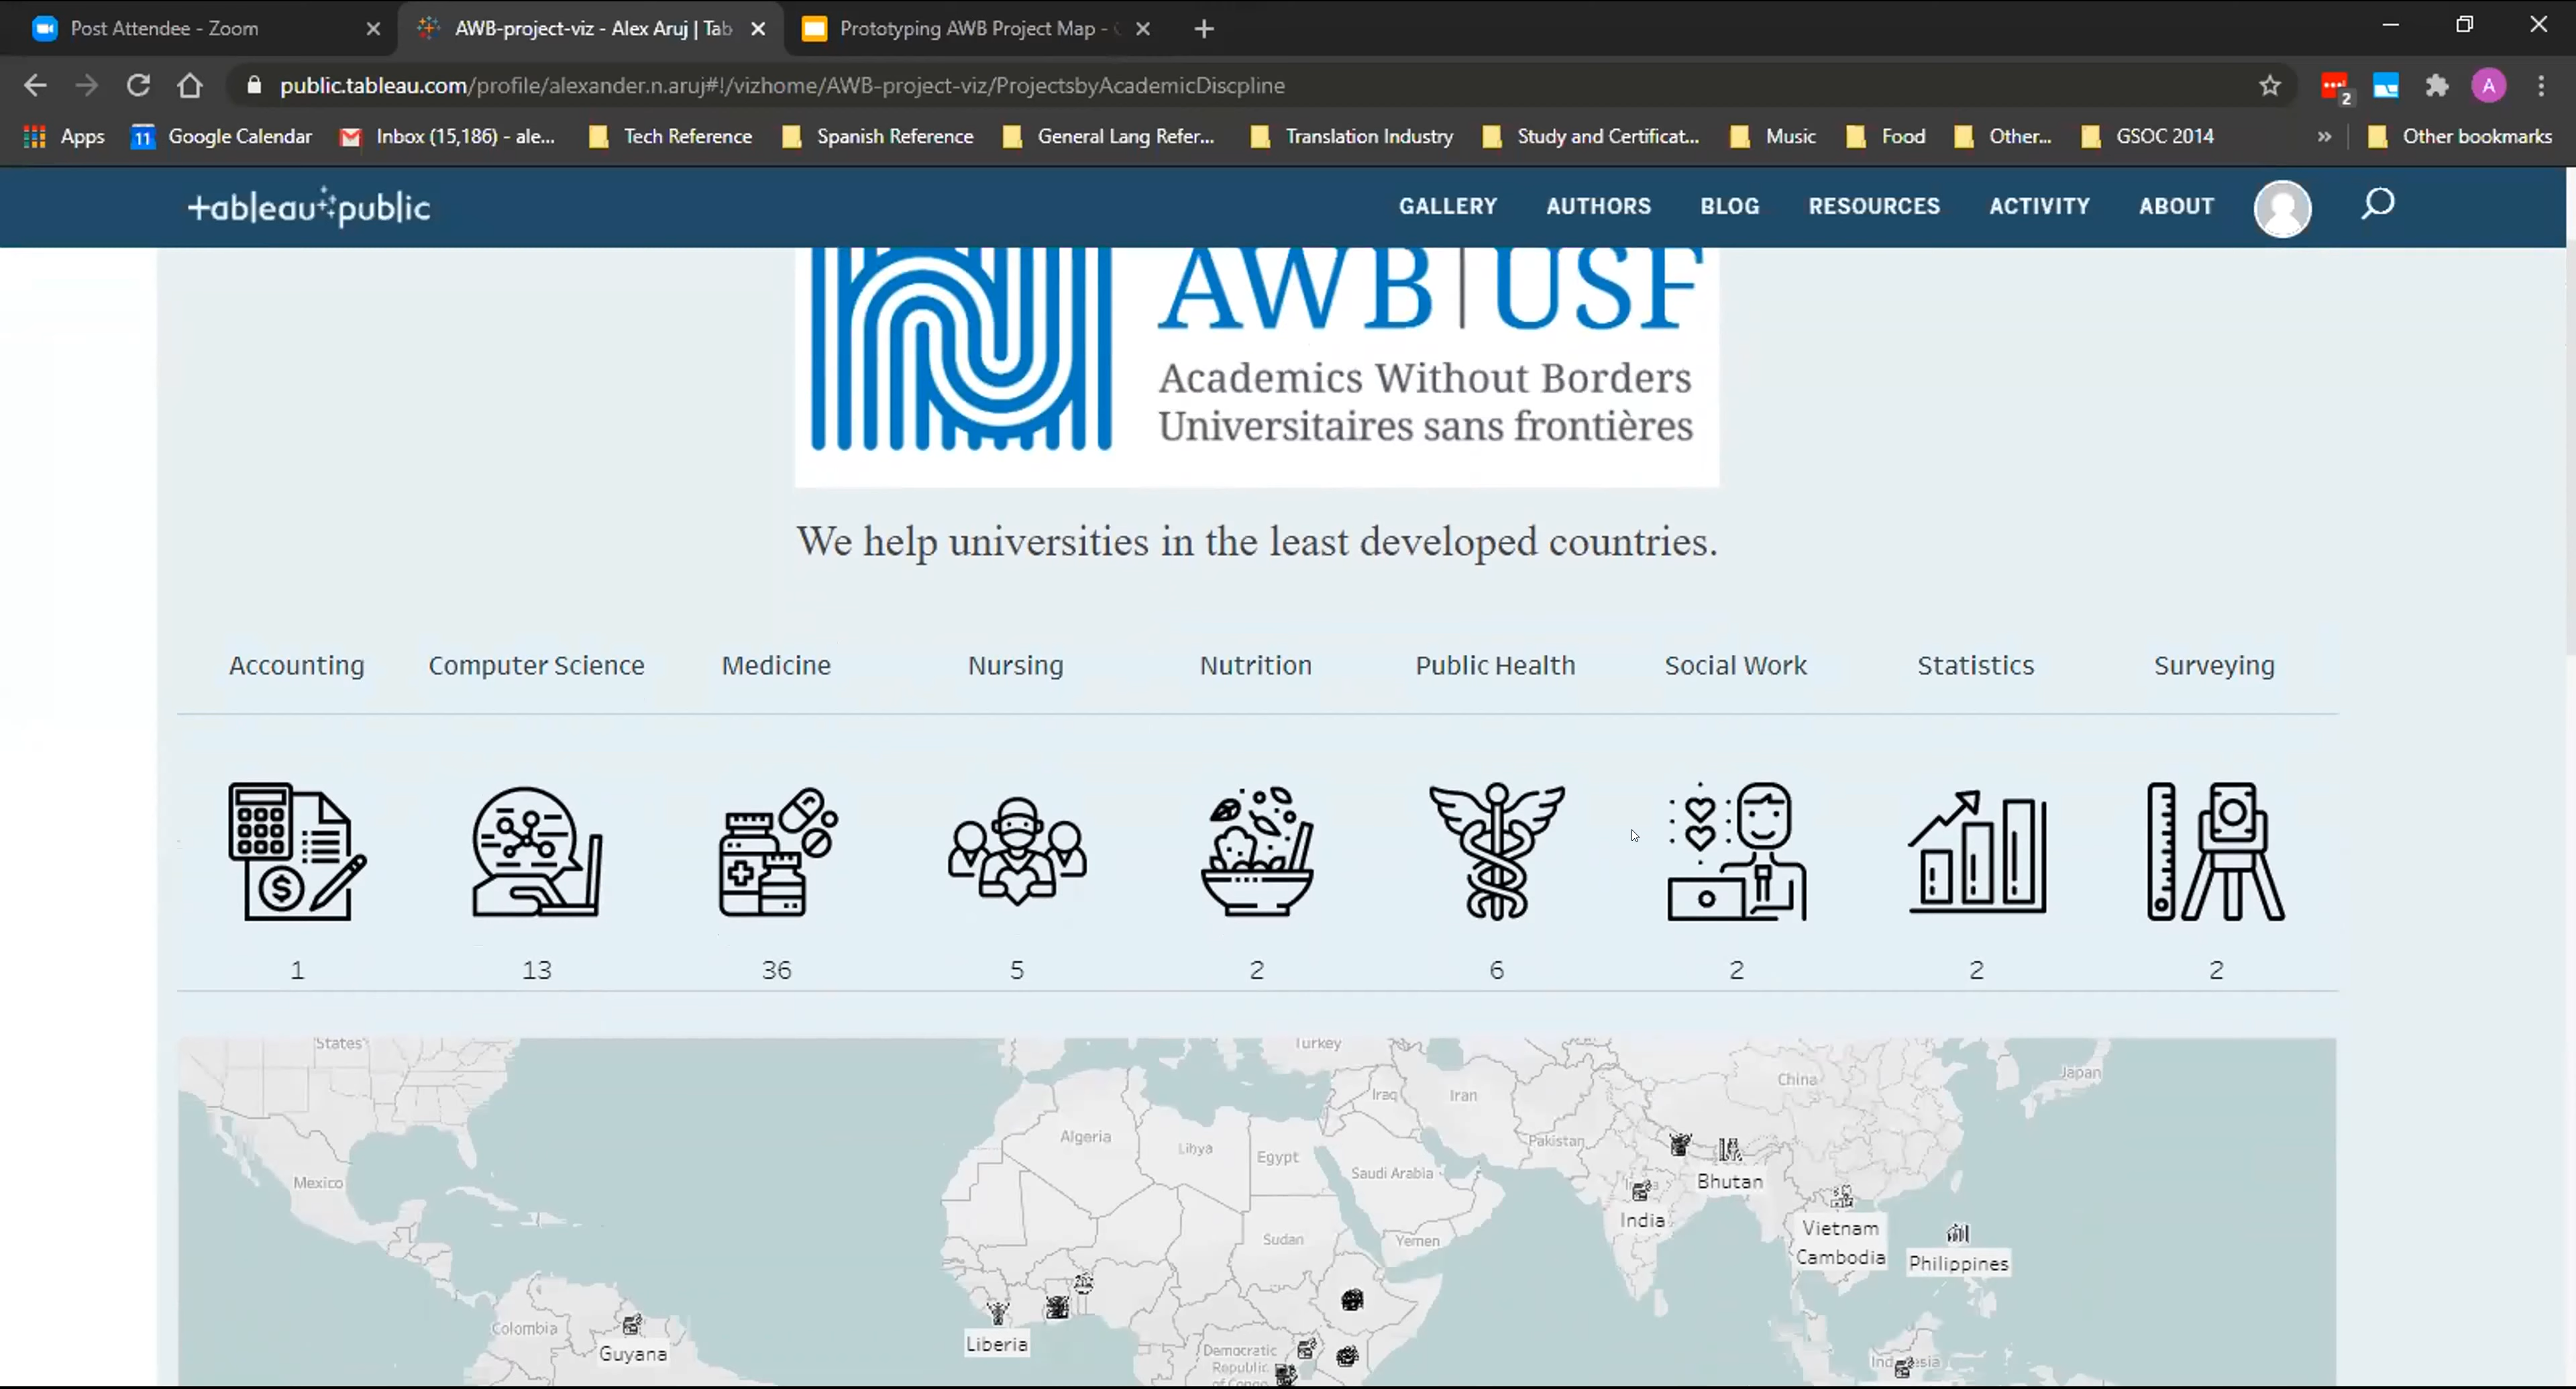 Post Attendee - Zoom
AWB-project-viz - Alex Aruj | Tab
Prototyping AWB Project Map -
public.tableau.com/profile/alexander.n.aruj#!/vizhome/AWB-project-viz/ProjectsbyAcademicDiscpline
2
A
Apps
11
Google Calendar
Inbox (15,186) - ale...
Tech Reference
Spanish Reference
General Lang Refer...
Translation Industry
Study and Certificat...
Music
Food
Other...
GSOC 2014
»
Other bookmarks
+ableau public
GALLERY
AUTHORS
BLOG
RESOURCES
ACTIVITY
ABOUT
AWB|USF
Academics Without Borders
Universitaires sans frontières
We help universities in the least developed countries.
Accounting
Computer Science
Medicine
Nursing
Nutrition
Public Health
Social Work
Statistics
Surveying
$
1
13
36
5
2
6
2
2
2
States
Turkey
China
Japan
Iraq
Iran
Algeria
Libya
Egypt
Pakistan
Saudi Arabia
Mexico
Bhutan
India
Vietnam
Cambodia
Philippines
Sudan
Yemen
Colombia
Guyana
Liberia
Democratic
Republic
of Congo